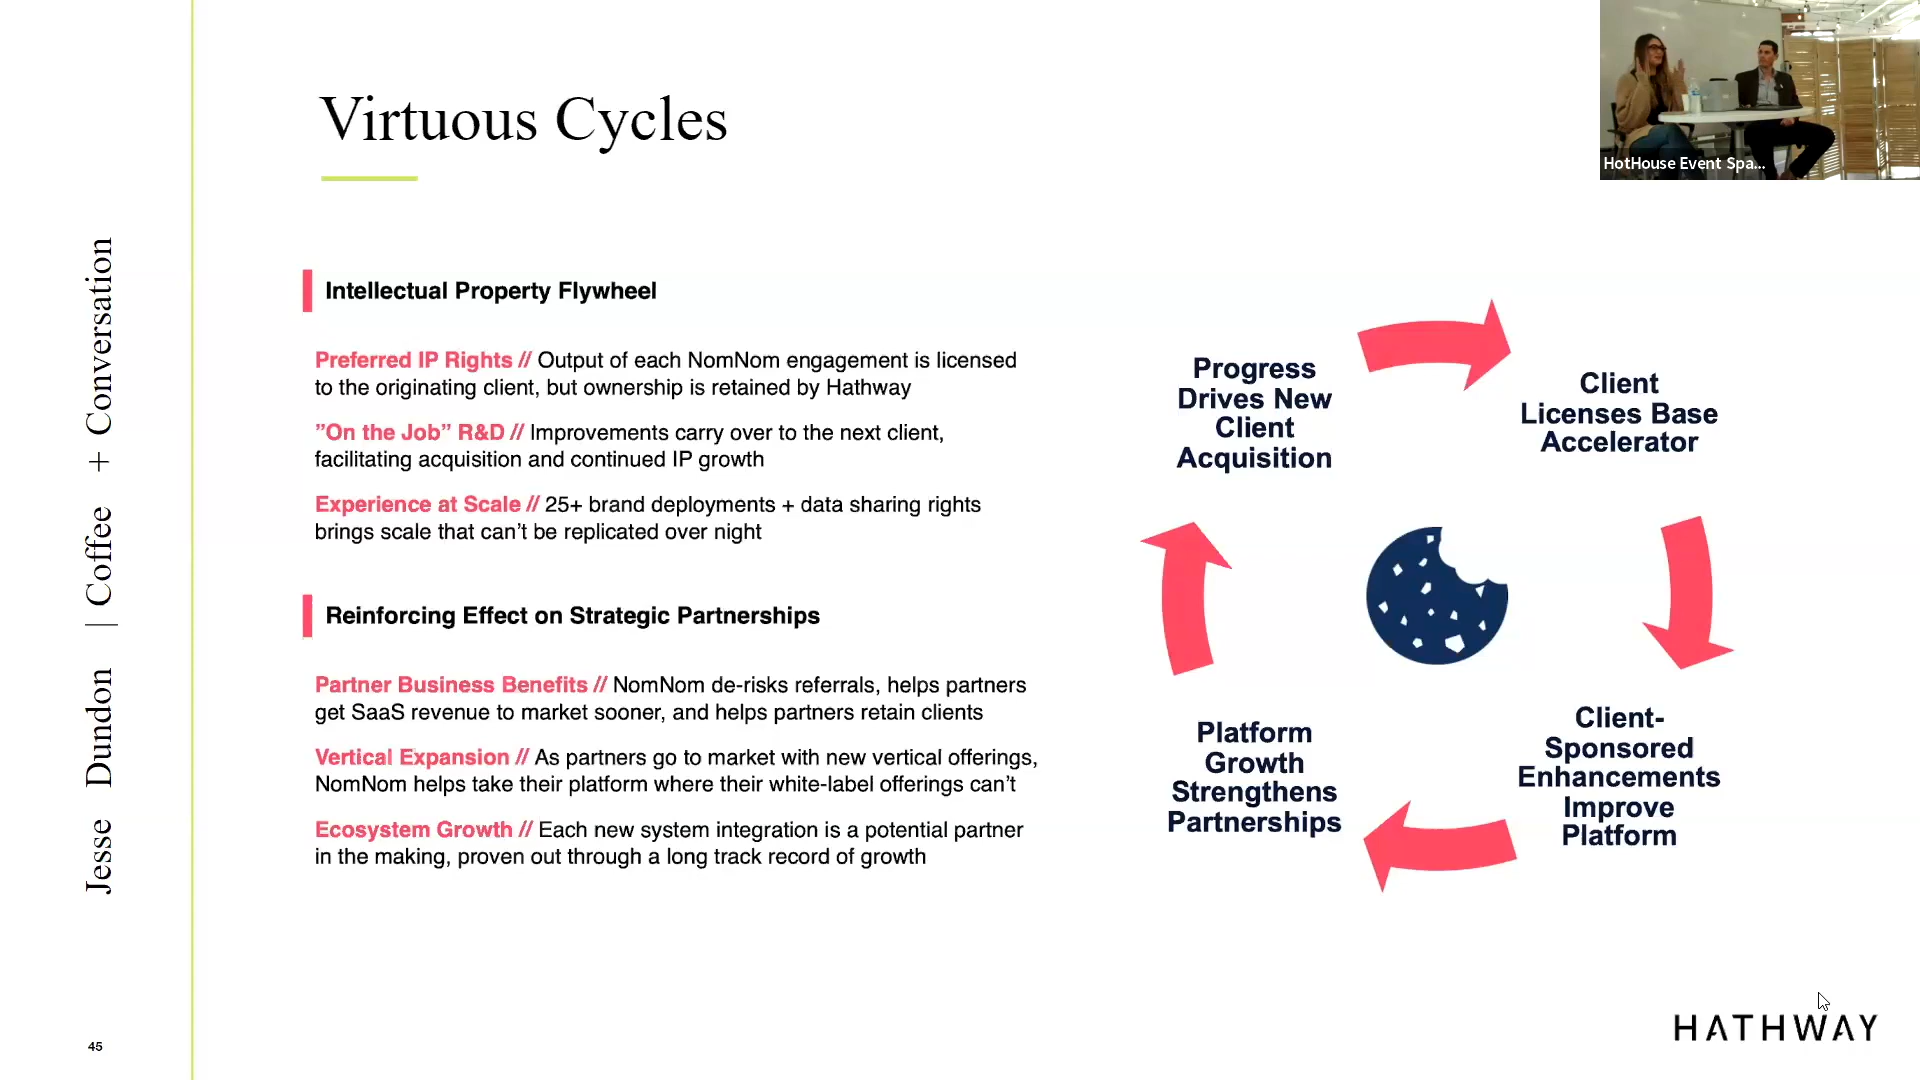 Virtuous Cycles
HotHouse Event Spa...
Jesse Dundon | Coffee + Conversation
Intellectual Property Flywheel
Preferred IP Rights // Output of each NomNom engagement is licensed
to the originating client, but ownership is retained by Hathway
”On the Job” R&D // Improvements carry over to the next client,
facilitating acquisition and continued IP growth
Experience at Scale // 25+ brand deployments + data sharing rights
brings scale that can’t be replicated over night
Reinforcing Effect on Strategic Partnerships
Partner Business Benefits // NomNom de-risks referrals, helps partners
get SaaS revenue to market sooner, and helps partners retain clients
Vertical Expansion // As partners go to market with new vertical offerings,
NomNom helps take their platform where their white-label offerings can’t
Ecosystem Growth // Each new system integration is a potential partner
in the making, proven out through a long track record of growth
Progress
Drives New
Client
Acquisition
Client
Licenses Base
Accelerator
Client-
Sponsored
Enhancements
Improve
Platform
Platform
Growth
Strengthens
Partnerships
45
HATHWAY